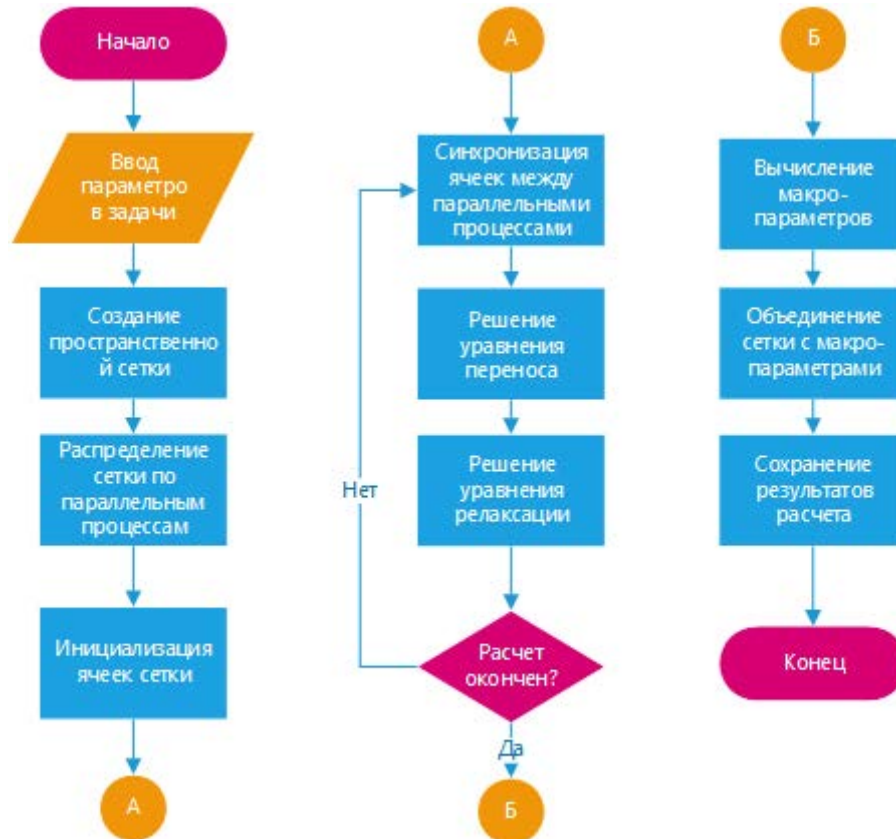 Начало
Ввод
параметро
в задачи
Создание
пространственно
й сетки
Распределение
сетки по
параллельным
процессам
Инициализация
ячеек сетки
А
А
Синхронизация
ячеек между
параллельными
процессами
Решение
уравнения
переноса
Решение
уравнения
релаксации
Нет
Расчет
окончен?
Да
Б
Б
Вычисление
макро-
параметров
Объединение
сетки с макро-
параметрами
Сохранение
результатов
расчета
Конец